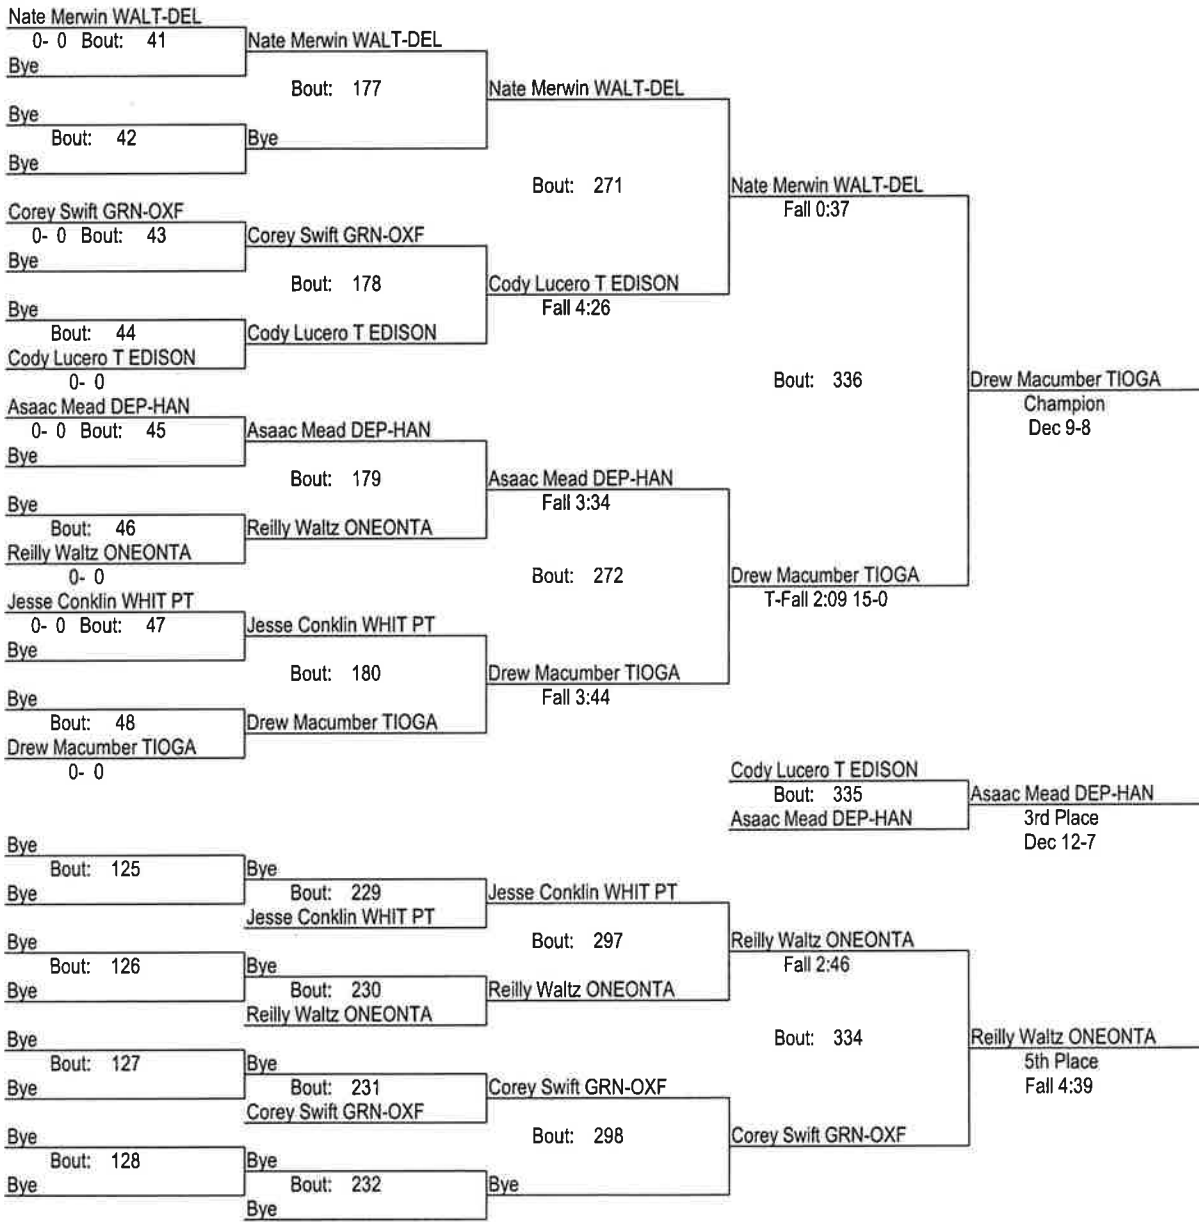 Nate Merwin WALT-DEL
0- 0 Bout: 41
Bye
Nate Merwin WALT-DEL
Bout: 177
Bye
Bout: 42
Bye
Bye
Nate Merwin WALT-DEL
Bout: 271
Corey Swift GRN-OXF
0- 0 Bout: 43
Bye
Corey Swift GRN-OXF
Bout: 178
Bye
Bout: 44
Cody Lucero T EDISON
0- 0
Cody Lucero T EDISON
Cody Lucero T EDISON
Fall 4:26
Nate Merwin WALT-DEL
Fall 0:37
Bout: 336
Asaac Mead DEP-HAN
0- 0 Bout: 45
Bye
Asaac Mead DEP-HAN
Bout: 179
Bye
Bout: 46
Reilly Waltz ONEONTA
0- 0
Reilly Waltz ONEONTA
Asaac Mead DEP-HAN
Fall 3:34
Bout: 272
Jesse Conklin WHIT PT
0- 0 Bout: 47
Bye
Jesse Conklin WHIT PT
Bout: 180
Bye
Bout: 48
Drew Macumber TIOGA
0- 0
Drew Macumber TIOGA
Drew Macumber TIOGA
Fall 3:44
Drew Macumber TIOGA
T-Fall 2:09 15-0
Drew Macumber TIOGA
Champion
Dec 9-8
Cody Lucero T EDISON
Bout: 335
Asaac Mead DEP-HAN
Asaac Mead DEP-HAN
3rd Place
Dec 12-7
Bye
Bout: 125
Bye
Bye
Bout: 229
Jesse Conklin WHIT PT
Jesse Conklin WHIT PT
Bout: 297
Bye
Bout: 126
Bye
Bye
Bout: 230
Reilly Waltz ONEONTA
Reilly Waltz ONEONTA
Reilly Waltz ONEONTA
Fall 2:46
Bout: 334
Bye
Bout: 127
Bye
Bye
Bout: 231
Corey Swift GRN-OXF
Corey Swift GRN-OXF
Bout: 298
Bye
Bout: 128
Bye
Bye
Bout: 232
Bye
Bye
Corey Swift GRN-OXF
Reilly Waltz ONEONTA
5th Place
Fall 4:39